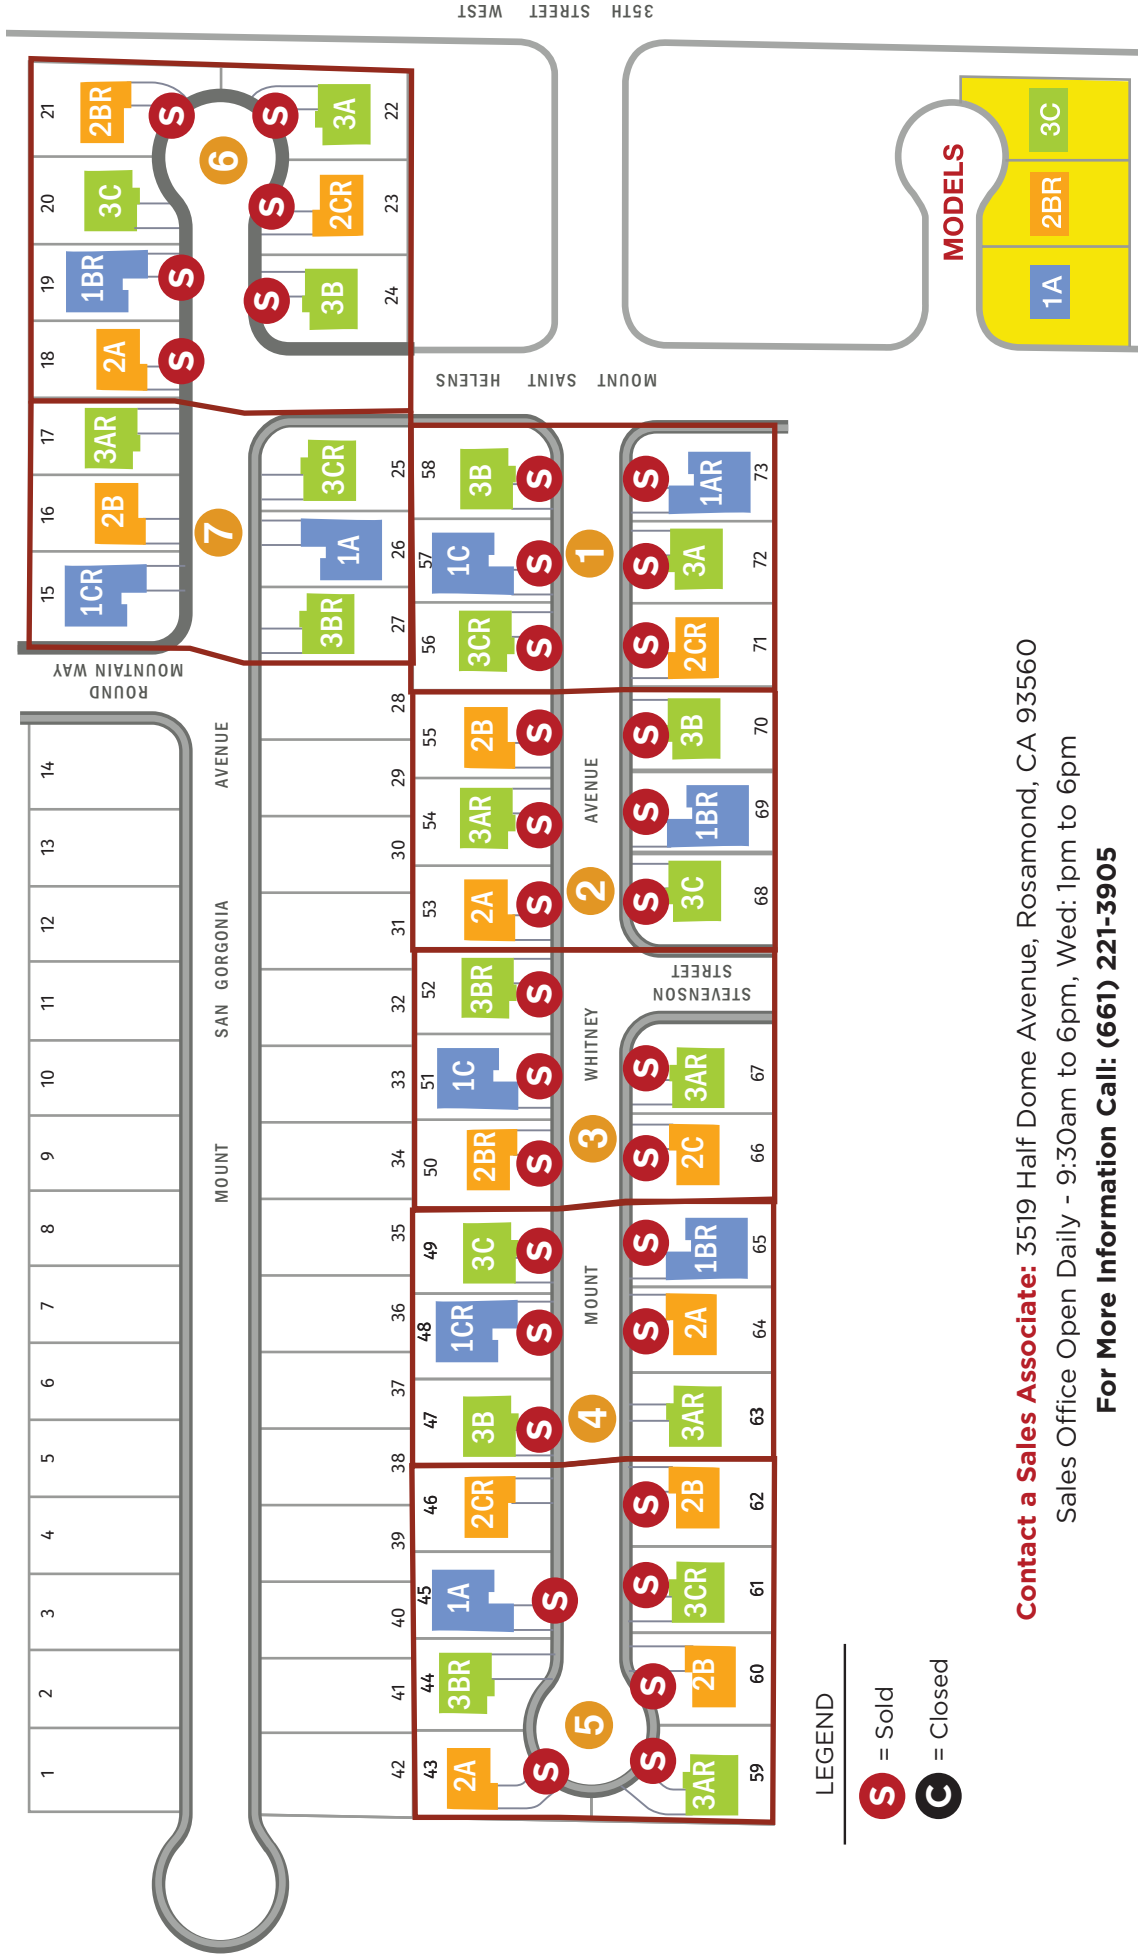 35TH STREET WEST
21 20 19 18 17 16 15 14 13 12 11 10 9 8 7 6 5 4 3 2 1
2BR 3C 1BR 2A 3AR 2B 1CR
S S S
6
7
ROUND
MOUNTAIN WAY
MOUNT SAN GORGONIA AVENUE
S S S
3A 2CR 3B 3CR 1A 3BR
22 23 24 25 26 27 28 29 30 31 32 33 34 35 36 37 38 39 40 41 42
MOUNT SAINT HELENS
43 44 45 46 47 48 49 50 51 52 53 54 55 56 57 58
2A 3BR 1A 2CR 3B 1CR 3C 2BR 1C 3BR 2A 3AR 2B 3CR 1C 3B
S S S S S S S S S S S S S S
5 4 3 2 1
MOUNT WHITNEY AVENUE
S S S S S S S S S S S S S S
3AR 2B 3CR 2B 3AR 2A 1BR 2C 3AR 3C 1BR 3B 2CR 3A 1AR
59 60 61 62 63 64 65 66 67 68 69 70 71 72 73
STEVENSON
STREET
MODELS
1A 2BR 3C
LEGEND
S = Sold
C = Closed
Contact a Sales Associate: 3519 Half Dome Avenue, Rosamond, CA 93560
Sales Office Open Daily - 9:30am to 6pm, Wed: 1pm to 6pm
For More Information Call: (661) 221-3905